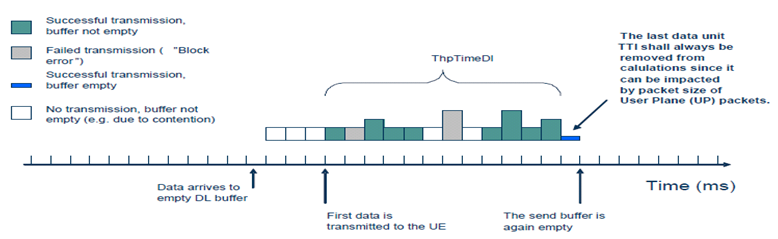 Successful transmission,
buffer not empty
Failed transmission ( "Block
error")
Successful transmission,
buffer empty
No transmission, buffer not
empty (e.g. due to contention)
ThpTimeDl
The last data unit
TTI shall always be
removed from
calulations since it
can be impacted
by packet size of
User Plane (UP) packets.
Time (ms)
Data arrives to
empty DL buffer
First data is
transmitted to the UE
The send buffer is
again empty